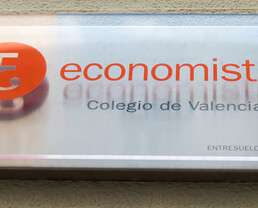 economist
Colegio de Valencia
ENTRESUELO